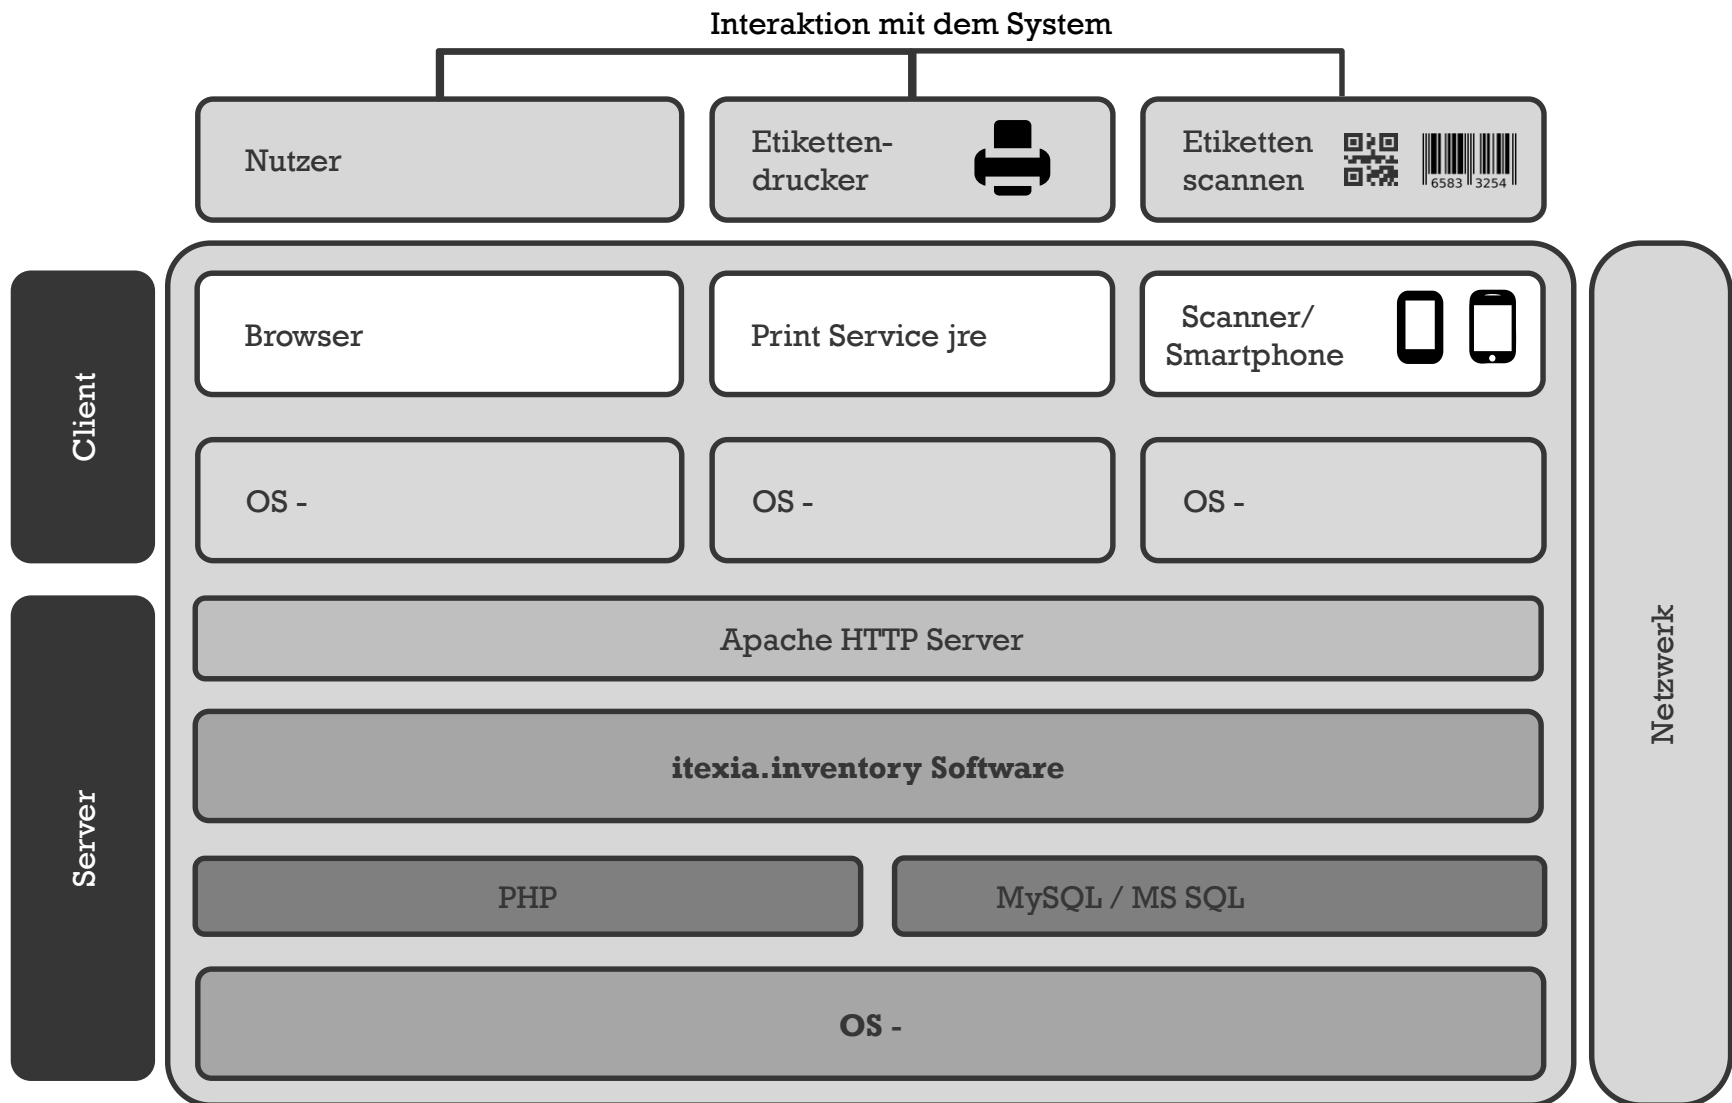 Interaktion mit dem System
Nutzer
Etiketten-
drucker
Etiketten
scannen
6583 3254
Client
Browser
Print Service jre
Scanner/
Smartphone
OS -
OS -
OS -
Server
Apache HTTP Server
itexia.inventory Software
PHP
MySQL / MS SQL
OS -
Netzwerk